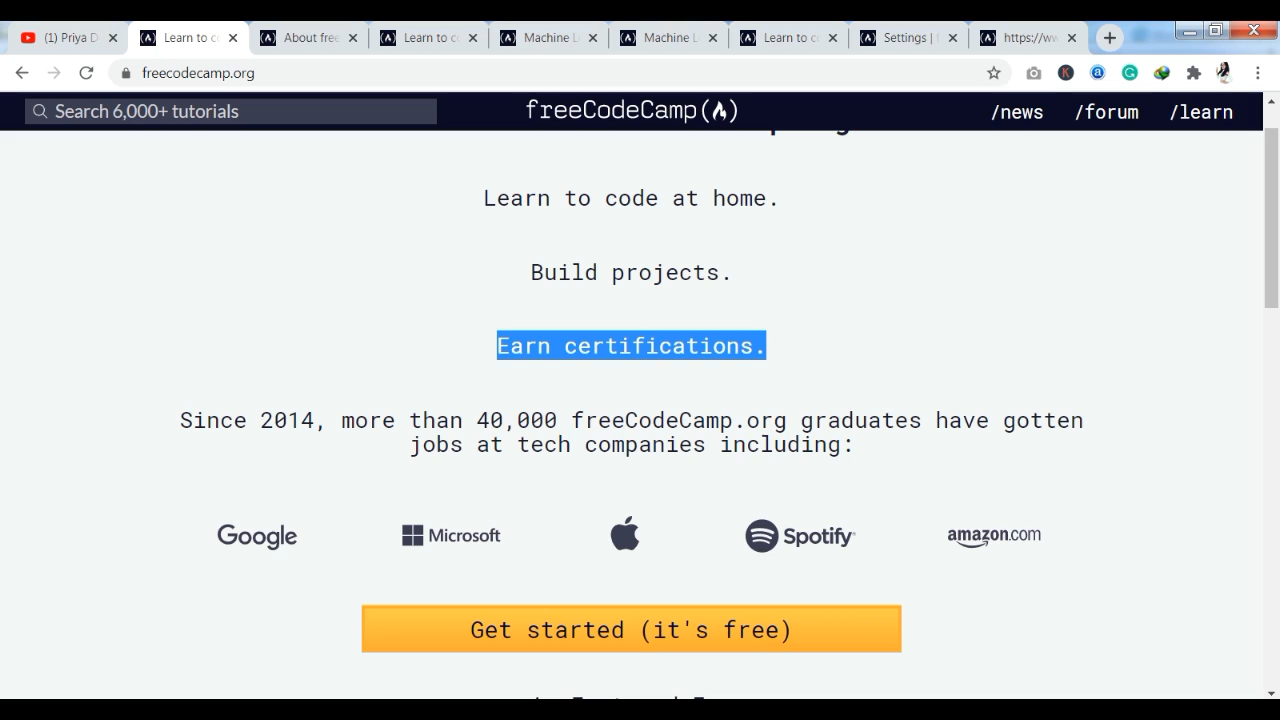 (1) Priya D
Learn to c
About free
Learn to c
Machine L
Machine L
Learn to c
Settings |
https://ww
freecodecamp.org
Search 6,000+ tutorials
freeCodeCamp
/news
/forum
/learn
Learn to code at home.
Build projects.
Earn certifications.
Since 2014, more than 40,000 freeCodeCamp.org graduates have gotten
jobs at tech companies including:
Google
Microsoft
Spotify
amazon.com
Get started (it's free)